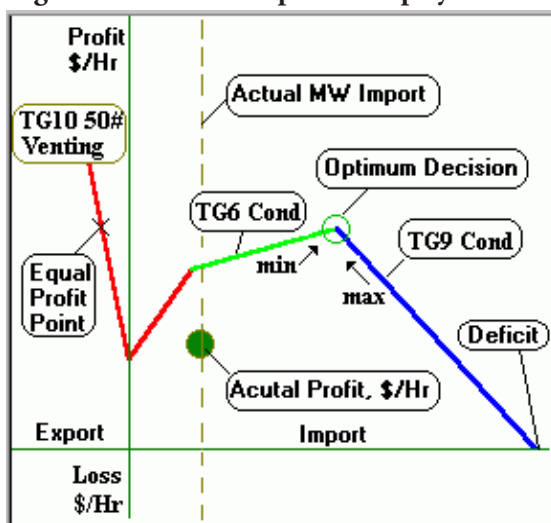 Profit
$/Hr
TG10 50#
Venting
Actual MW Import
Optimum Decision
TG6 Cond
TG9 Cond
min
max
Equal
Profit
Point
Deficit
Acutal Profit, $/Hr
Export
Import
Loss
$/Hr